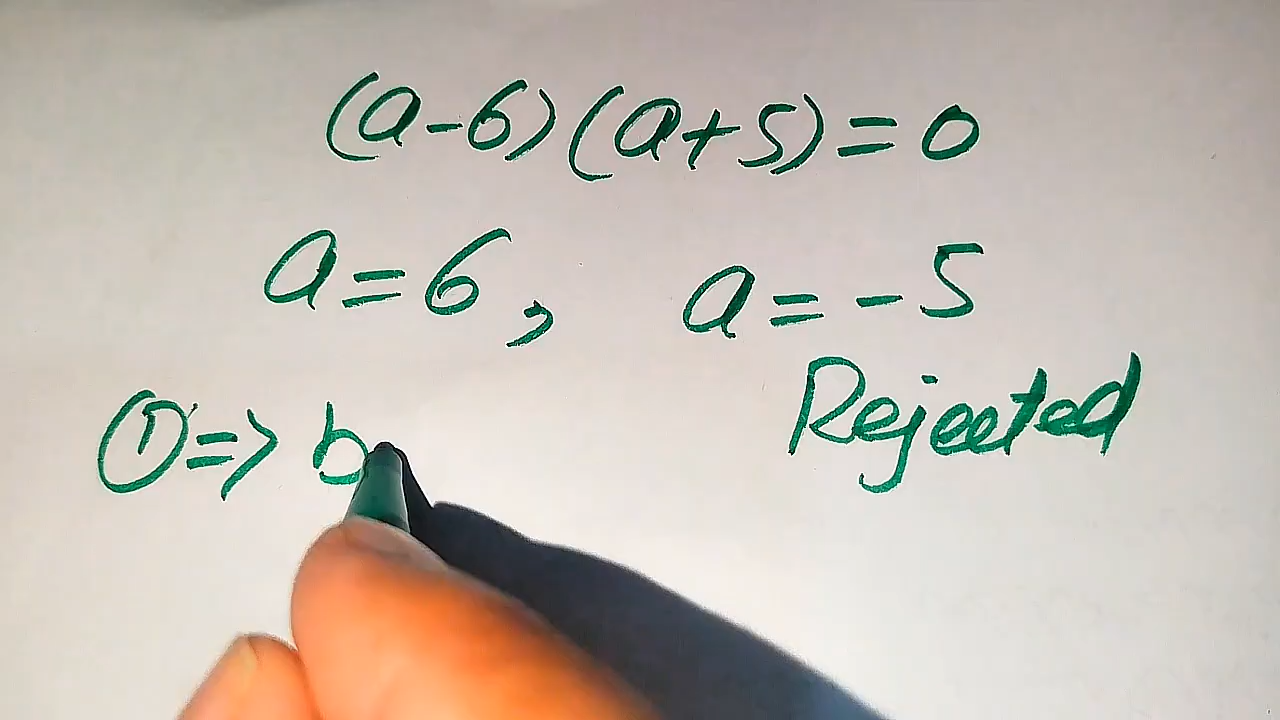 (a-6)(a+5)=0
a=6, a=-5
Rejected
①=> b